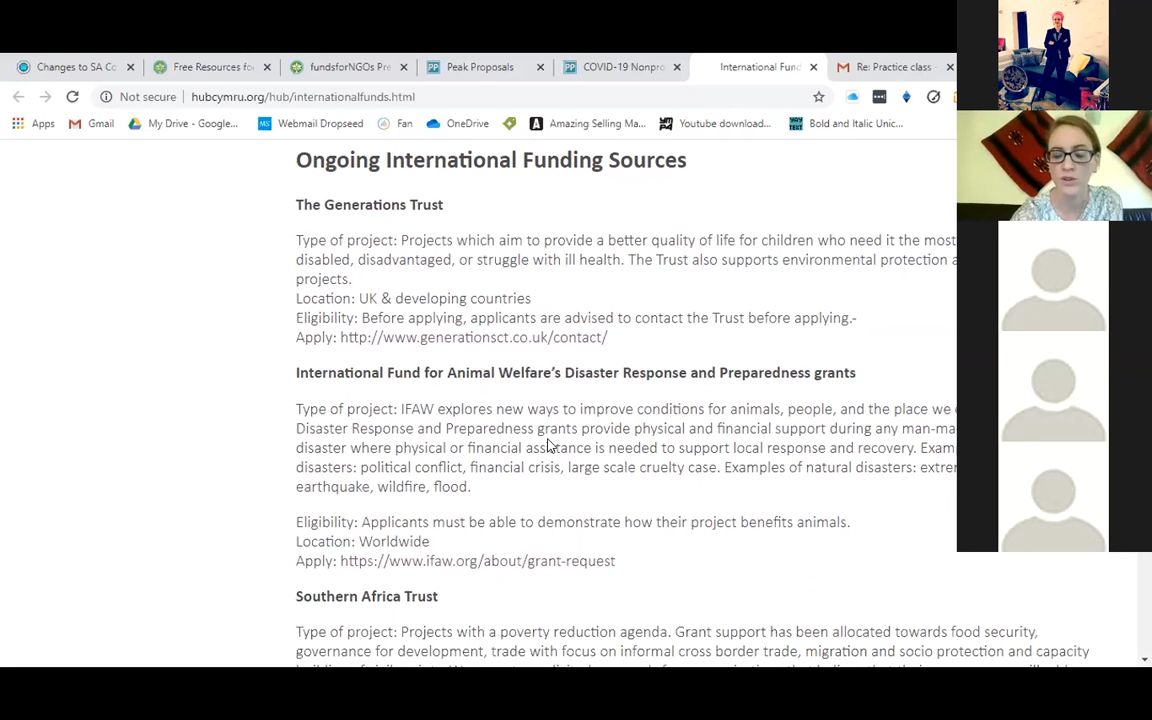 Changes to SA Co
Free Resources fo
fundsforNGOs Pre
Peak Proposals
COVID-19 Nonpro
International Fund
Re: Practice class -
Not secure
hubcymru.org/hub/internationalfunds.html
Apps
Gmail
My Drive - Google...
Webmail Dropseed
Fan
OneDrive
Amazing Selling Ma...
Youtube download...
Bold and Italic Unic...
Ongoing International Funding Sources
The Generations Trust
Type of project: Projects which aim to provide a better quality of life for children who need it the most
disabled, disadvantaged, or struggle with ill health. The Trust also supports environmental protection a
projects.
Location: UK & developing countries
Eligibility: Before applying, applicants are advised to contact the Trust before applying.-
Apply: http://www.generationsct.co.uk/contact/
International Fund for Animal Welfare's Disaster Response and Preparedness grants
Type of project: IFAW explores new ways to improve conditions for animals, people, and the place we
Disaster Response and Preparedness grants provide physical and financial support during any man-ma
disaster where physical or financial assistance is needed to support local response and recovery. Exam
disasters: political conflict, financial crisis, large scale cruelty case. Examples of natural disasters: extrer
earthquake, wildfire, flood.
Eligibility: Applicants must be able to demonstrate how their project benefits animals.
Location: Worldwide
Apply: https://www.ifaw.org/about/grant-request
Southern Africa Trust
Type of project: Projects with a poverty reduction agenda. Grant support has been allocated towards food security,
governance for development, trade with focus on informal cross border trade, migration and socio protection and capacity